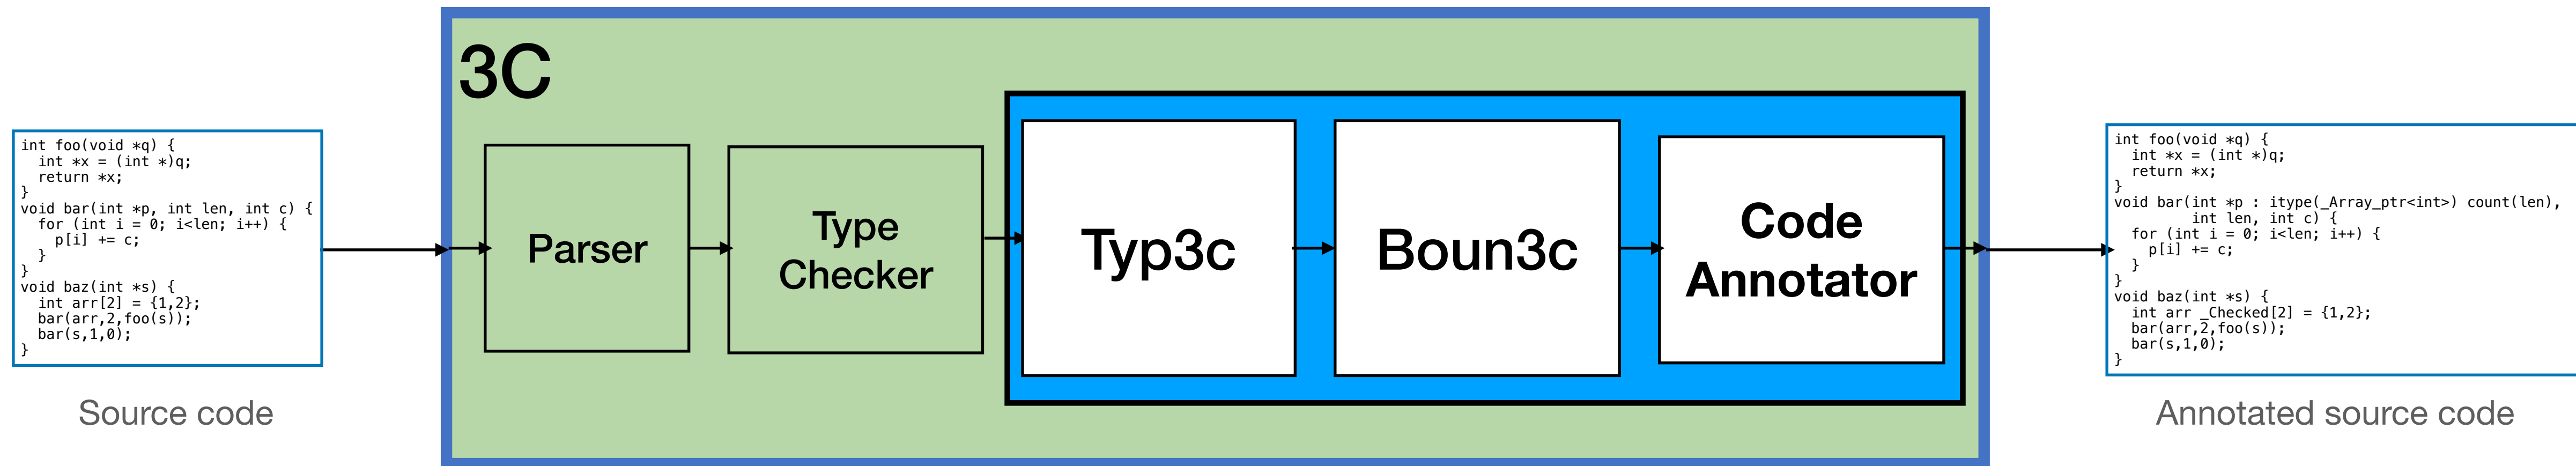 3C
int foo(void *q) {
  int *x = (int *)q;
  return *x;
}
void bar(int *p, int len, int c) {
  for (int i = 0; i<len; i++) {
    p[i] += c;
  }
}
void baz(int *s) {
  int arr[2] = {1,2};
  bar(arr,2,foo(s));
  bar(s,1,0);
}
Source code
Parser
Type
Checker
Typ3c
Boun3c
Code
Annotator
int foo(void *q) {
  int *x = (int *)q;
  return *x;
}
void bar(int *p : itype(_Array_ptr<int>) count(len),
         int len, int c) {
  for (int i = 0; i<len; i++) {
    p[i] += c;
  }
}
void baz(int *s) {
  int arr _Checked[2] = {1,2};
  bar(arr,2,foo(s));
  bar(s,1,0);
}
Annotated source code